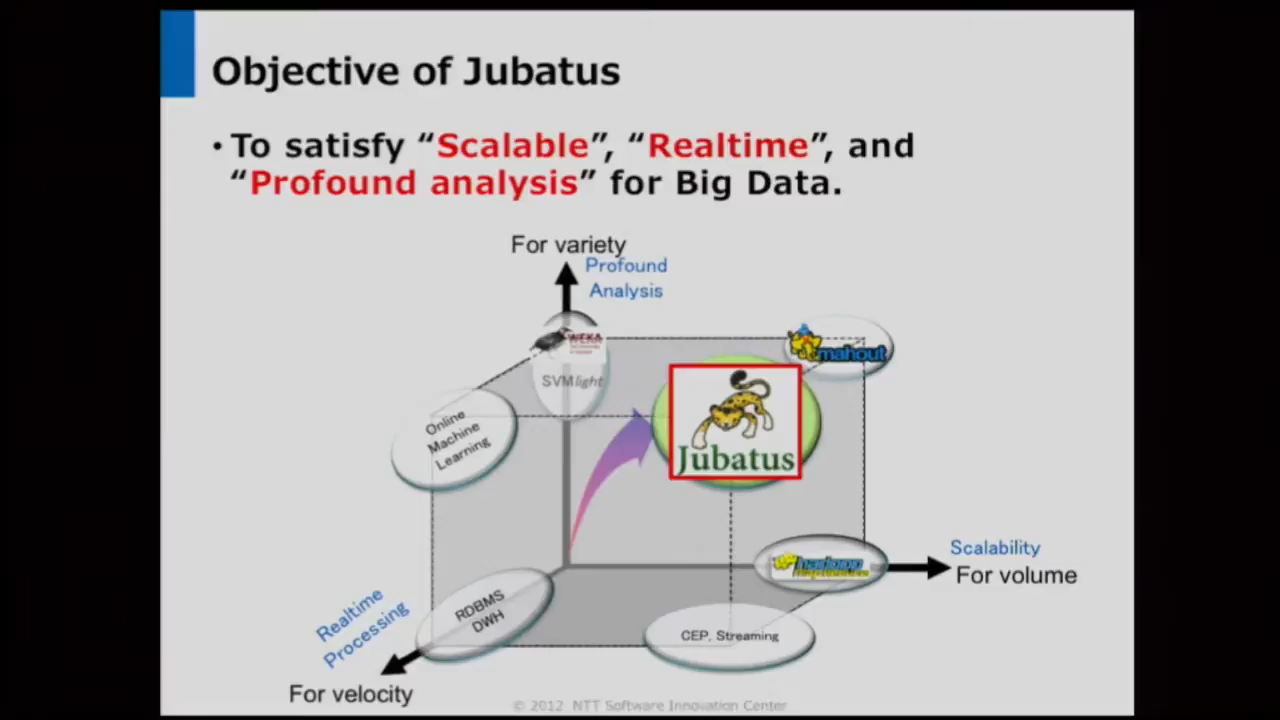 Objective of Jubatus
• To satisfy “Scalable”, “Realtime”, and
“Profound analysis” for Big Data.
For variety
Profound
Analysis
WEKA
SVMlight
mahout
Online
Machine
Learning
Jubatus
Scalability
For volume
hadoop
RDBMS
DWH
CEP, Streaming
Realtime
Processing
For velocity
© 2012 NTT Software Innovation Center